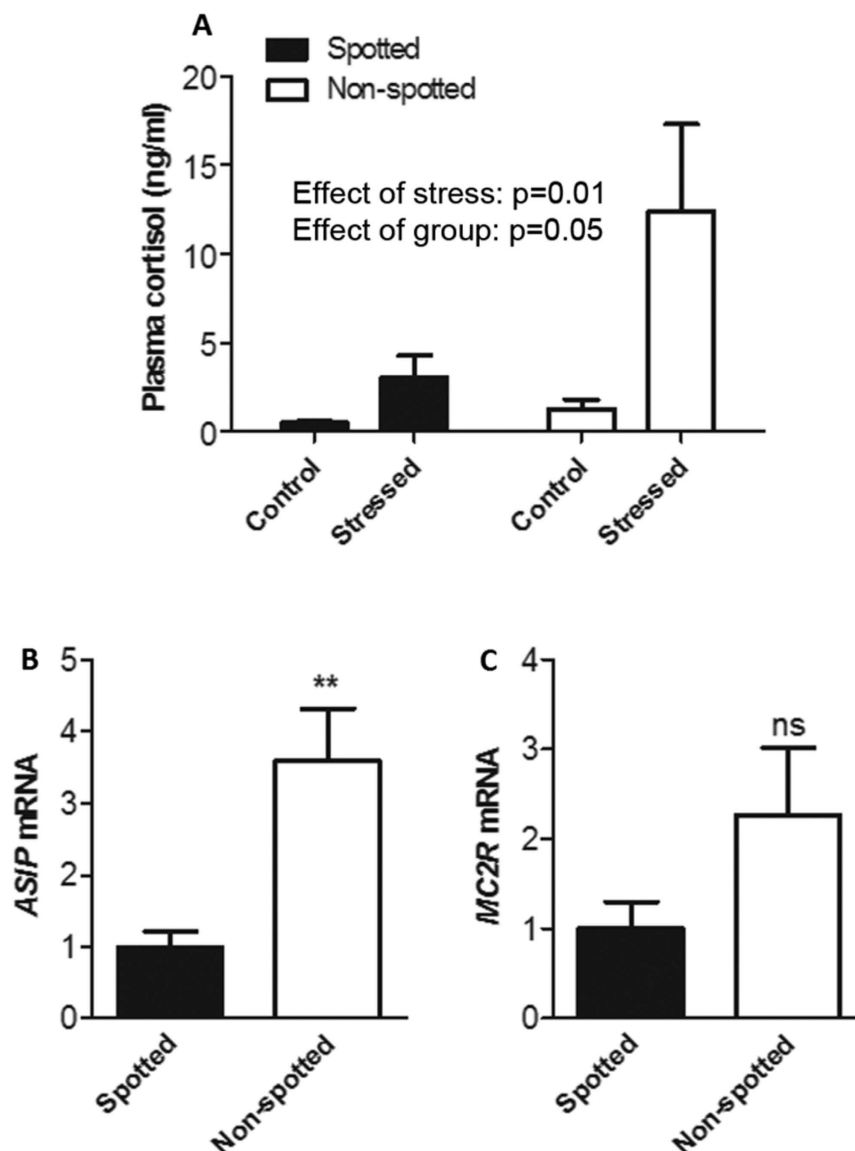 A
Spotted
Non-spotted
20
15
10
5
0
Plasma cortisol (ng/ml)
Effect of stress: p=0.01
Effect of group: p=0.05
Control
Stressed
Control
Stressed
B
5
4
3
2
1
0
ASIP mRNA
**
Spotted
Non-spotted
C
4
3
2
1
0
MC2R mRNA
ns
Spotted
Non-spotted